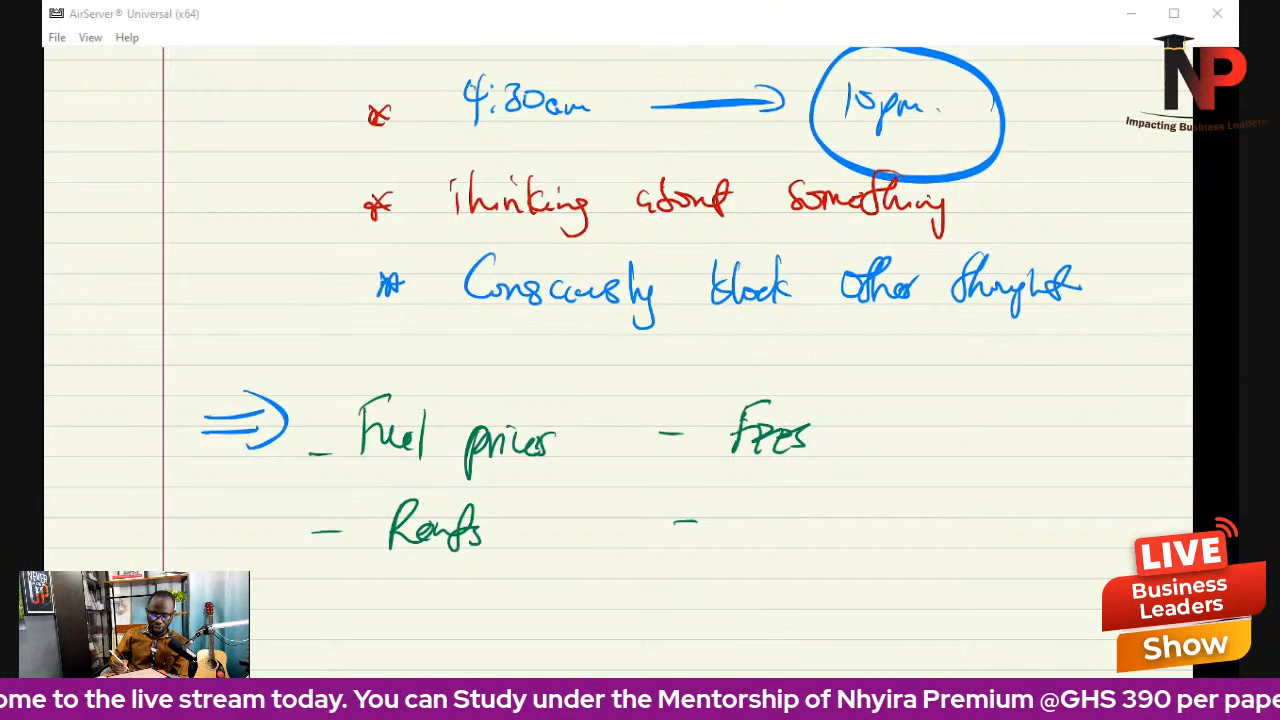 AirServer® Universal (x64)
File View Help
NP
Impacting Business Leaders
4:30am → 10pm.
* Thinking about something
* Consciously block other thoughts
⇒ - Fuel prices - Fees
- Rents -
LIVE
Business
Leaders
Show
ome to the live stream today. You can Study under the Mentorship of Nhyira Premium @GHS 390 per pape